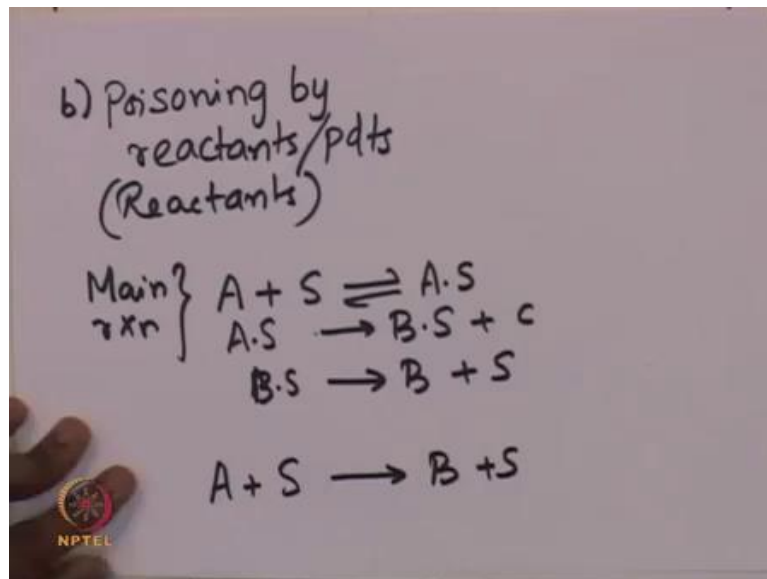 b) Poisoning by
reactants/pdts
(Reactants)
Main } A + S ⇌ A.S
rxn } A.S → B.S + C
B.S → B + S
A + S → B + S
NPTEL